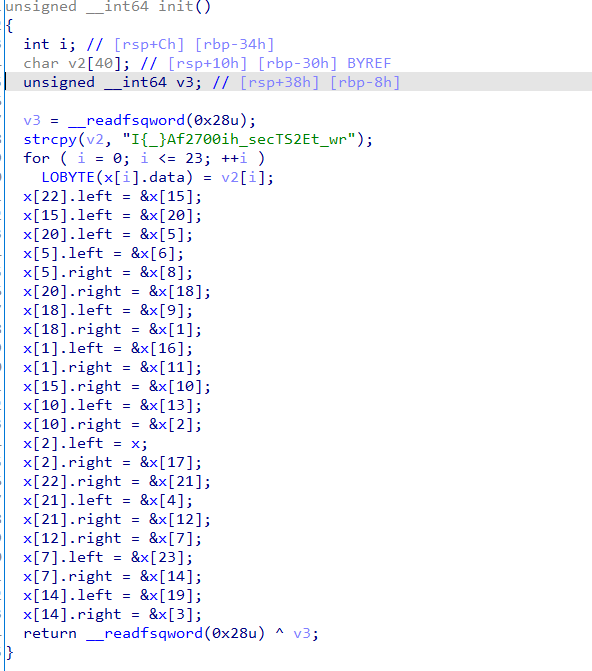 unsigned __int64 init()
{
int i; // [rsp+Ch] [rbp-34h]
char v2[40]; // [rsp+10h] [rbp-30h] BYREF
unsigned __int64 v3; // [rsp+38h] [rbp-8h]
v3 = __readfsqword(0x28u);
strcpy(v2, "I{_}Af2700ih_secTS2Et_wr");
for ( i = 0; i <= 23; ++i )
LOBYTE(x[i].data) = v2[i];
x[22].left = &x[15];
x[15].left = &x[20];
x[20].left = &x[5];
x[5].left = &x[6];
x[5].right = &x[8];
x[20].right = &x[18];
x[18].left = &x[9];
x[18].right = &x[1];
x[1].left = &x[16];
x[1].right = &x[11];
x[15].right = &x[10];
x[10].left = &x[13];
x[10].right = &x[2];
x[2].left = x;
x[2].right = &x[17];
x[22].right = &x[21];
x[21].left = &x[4];
x[21].right = &x[12];
x[12].right = &x[7];
x[7].left = &x[23];
x[7].right = &x[14];
x[14].left = &x[19];
x[14].right = &x[3];
return __readfsqword(0x28u) ^ v3;
}